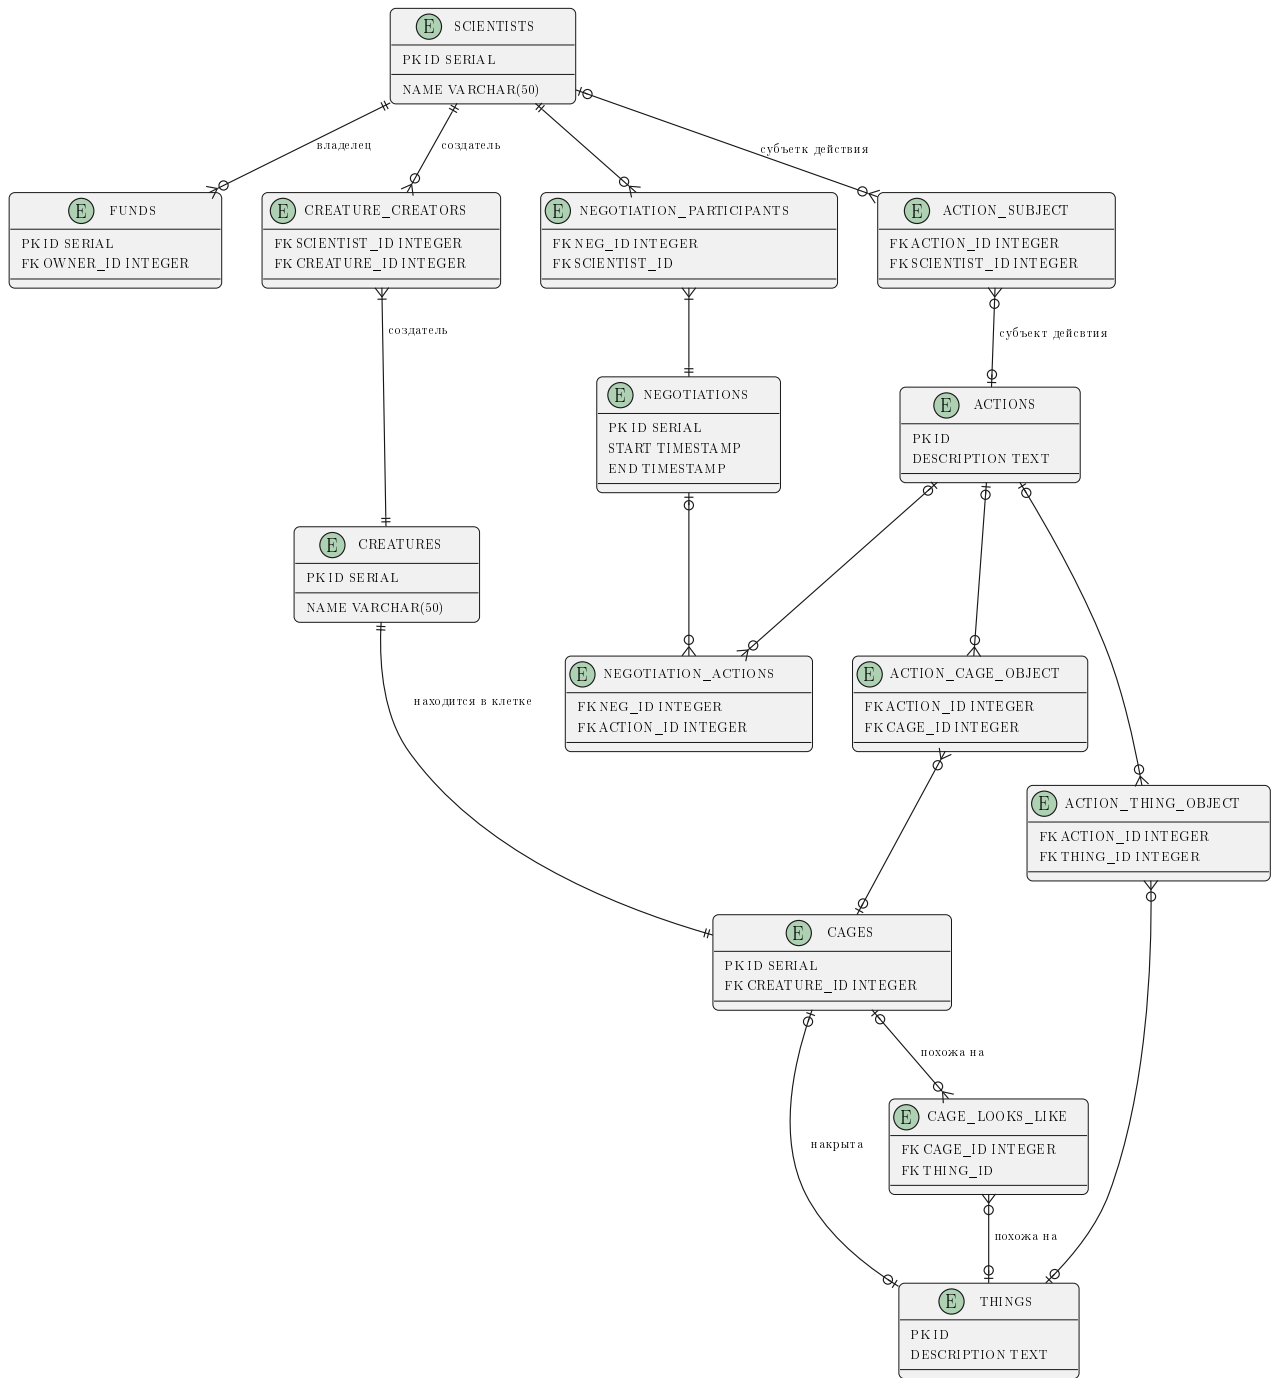 E SCIENTISTS
PK ID SERIAL
NAME VARCHAR(50)
владелец
создатель
субъетк действия
E FUNDS
PK ID SERIAL
FK OWNER_ID INTEGER
E CREATURE_CREATORS
FK SCIENTIST_ID INTEGER
FK CREATURE_ID INTEGER
E NEGOTIATION_PARTICIPANTS
FK NEG_ID INTEGER
FK SCIENTIST_ID
E ACTION_SUBJECT
FK ACTION_ID INTEGER
FK SCIENTIST_ID INTEGER
создатель
субъект дейсвтия
E NEGOTIATIONS
PK ID SERIAL
START TIMESTAMP
END TIMESTAMP
E ACTIONS
PK ID
DESCRIPTION TEXT
E CREATURES
PK ID SERIAL
NAME VARCHAR(50)
находится в клетке
E NEGOTIATION_ACTIONS
FK NEG_ID INTEGER
FK ACTION_ID INTEGER
E ACTION_CAGE_OBJECT
FK ACTION_ID INTEGER
FK CAGE_ID INTEGER
E ACTION_THING_OBJECT
FK ACTION_ID INTEGER
FK THING_ID INTEGER
E CAGES
PK ID SERIAL
FK CREATURE_ID INTEGER
похожа на
накрыта
E CAGE_LOOKS_LIKE
FK CAGE_ID INTEGER
FK THING_ID
похожа на
E THINGS
PK ID
DESCRIPTION TEXT